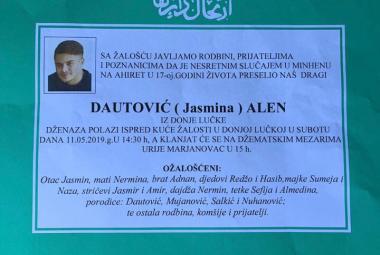 SA ŽALOŠĆU JAVLJAMO RODBINI, PRIJATELJIMA
I POZNANICIMA DA JE NESRETNIM SLUČAJEM U MINHENU
NA AHIRET U 17-oj.GODINI ŽIVOTA PRESELIO NAŠ DRAGI
DAUTOVIĆ ( Jasmina ) ALEN
IZ DONJE LUČKE
DŽENAZA POLAZI ISPRED KUĆE ŽALOSTI U DONJOJ LUČKOJ U SUBOTU
DANA 11.05.2019.g.U 14:30 h, A KLANJAT ĆE SE NA DŽEMATSKIM MEZARIMA
URIJE MARJANOVAC U 15 h.
OŽALOŠĆENI:
Otac Jasmin, mati Nermina, brat Adnan, djedovi Redžo i Hasib,majke Sumeja i
Naza, stričevi Jasmir i Amir, dajdža Nermin, tetke Sefija i Almedina,
porodice: Dautović, Mujanović, Salkić i Nuhanović;
te ostala rodbina, komšije i prijatelji.